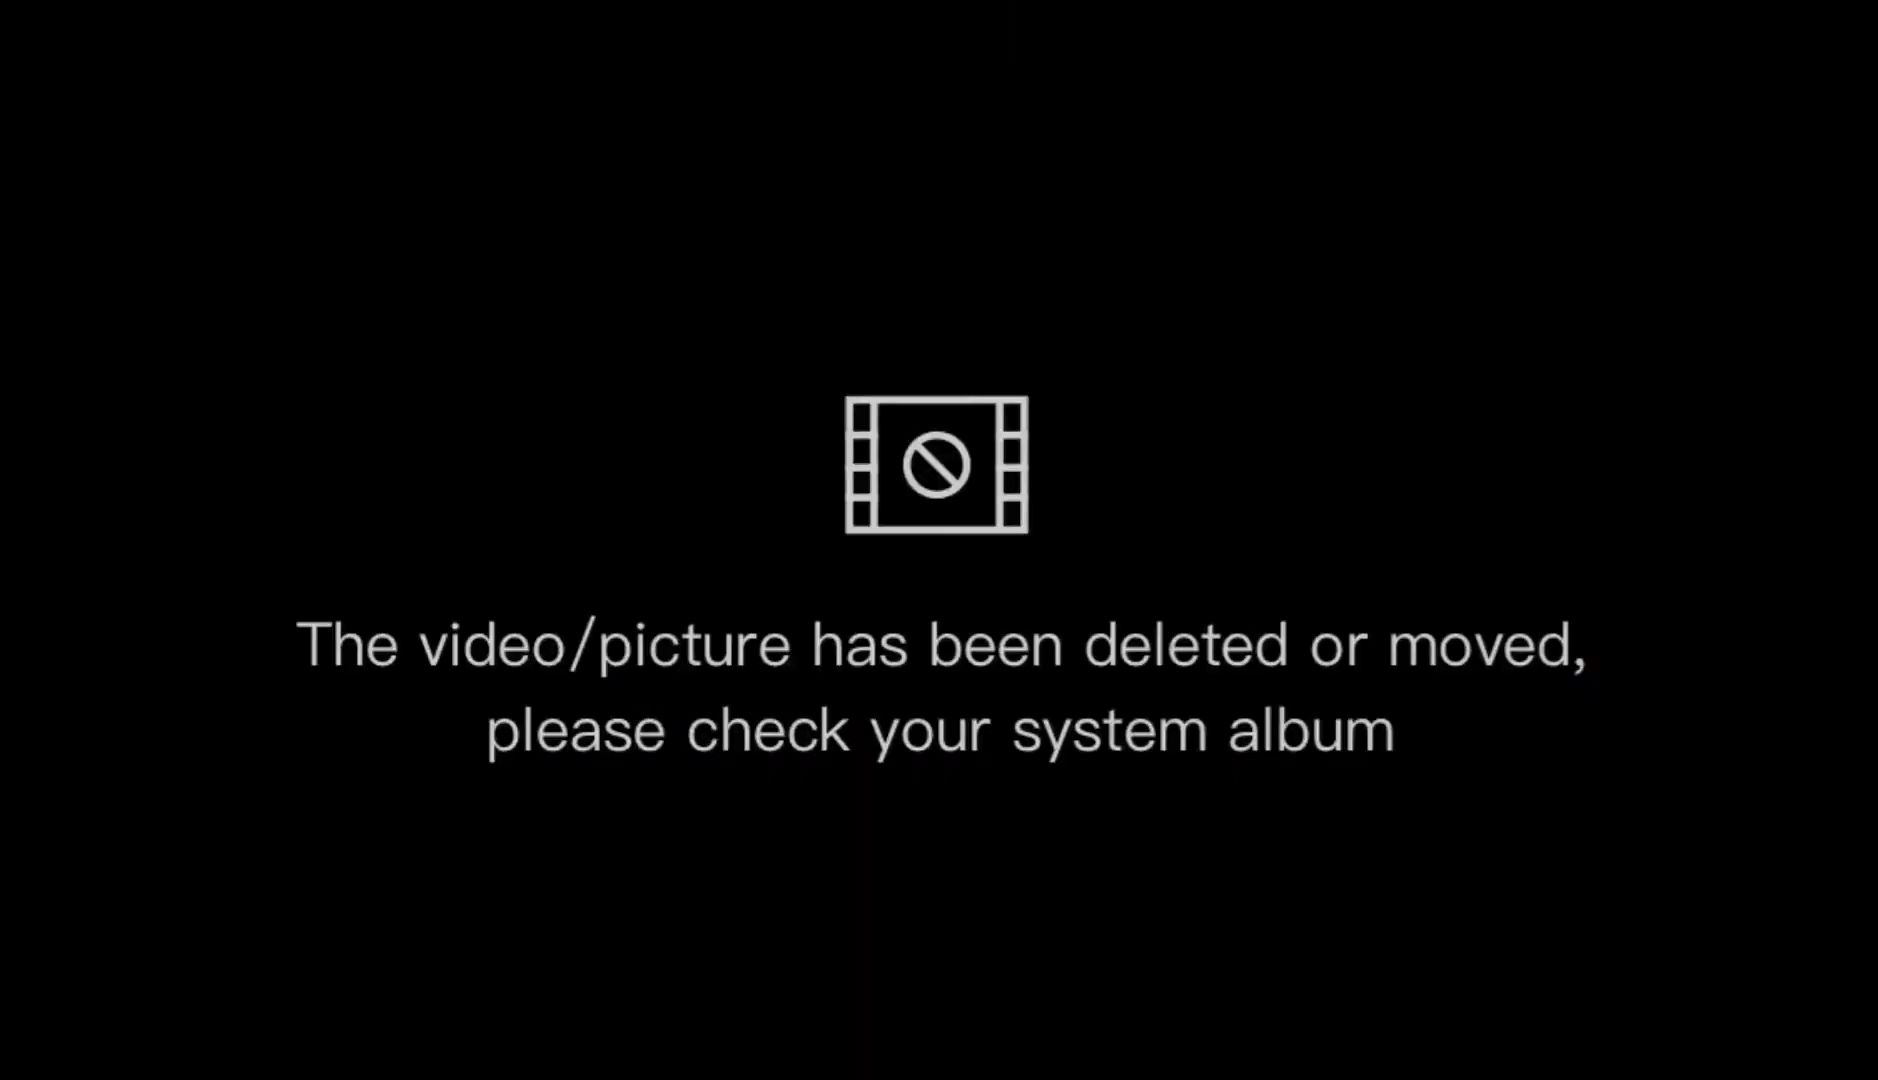 The video/picture has been deleted or moved,
please check your system album